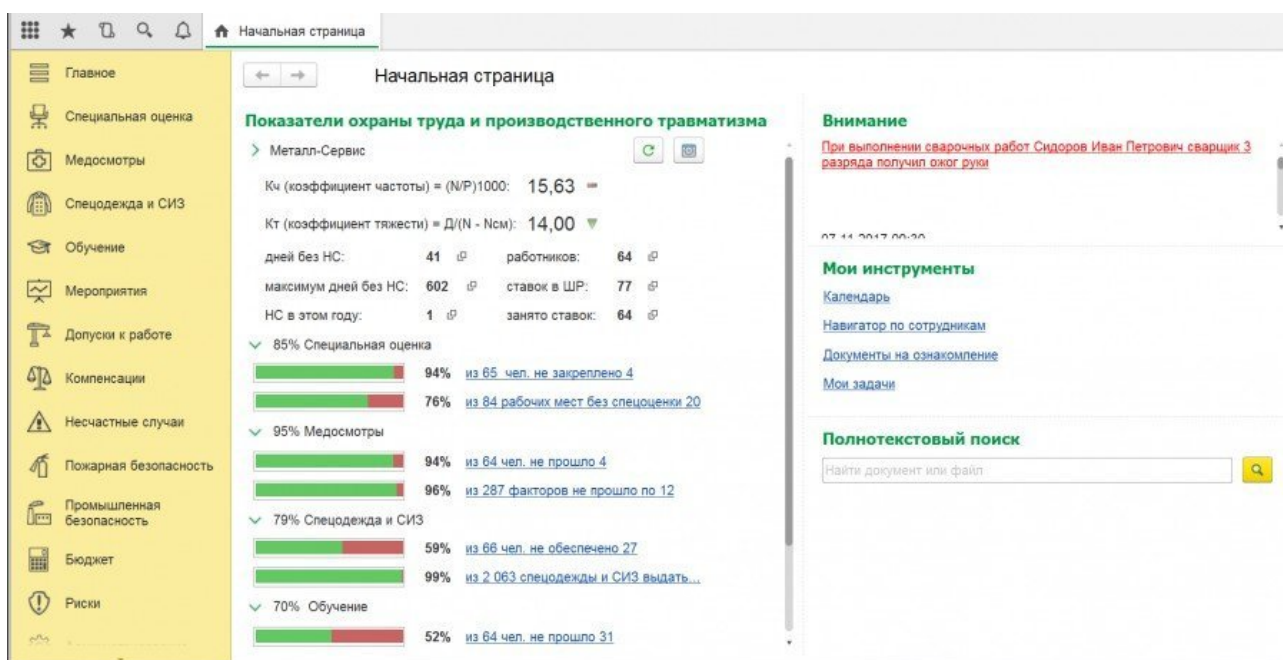 Начальная страница
Главное
Специальная оценка
Медосмотры
Спецодежда и СИЗ
Обучение
Мероприятия
Допуски к работе
Компенсации
Несчастные случаи
Пожарная безопасность
Промышленная
безопасность
Бюджет
Риски
Начальная страница
Показатели охраны труда и производственного травматизма
Металл-Сервис
Кч (коэффициент частоты) = (N/P)1000: 15,63
Кт (коэффициент тяжести) = Д/(N - Nсм): 14,00
дней без НС: 41 работников: 64
максимум дней без НС: 602 ставок в ШР: 77
НС в этом году: 1 занято ставок: 64
85% Специальная оценка
94% из 65 чел. не закреплено 4
76% из 84 рабочих мест без спецоценки 20
95% Медосмотры
94% из 64 чел. не прошло 4
96% из 287 факторов не прошло по 12
79% Спецодежда и СИЗ
59% из 66 чел. не обеспечено 27
99% из 2 063 спецодежды и СИЗ выдать...
70% Обучение
52% из 64 чел. не прошло 31
Внимание
При выполнении сварочных работ Сидоров Иван Петрович сварщик 3
разряда получил ожог руки
07.11.2017 00:30
Мои инструменты
Календарь
Навигатор по сотрудникам
Документы на ознакомление
Мои задачи
Полнотекстовый поиск
Найти документ или файл